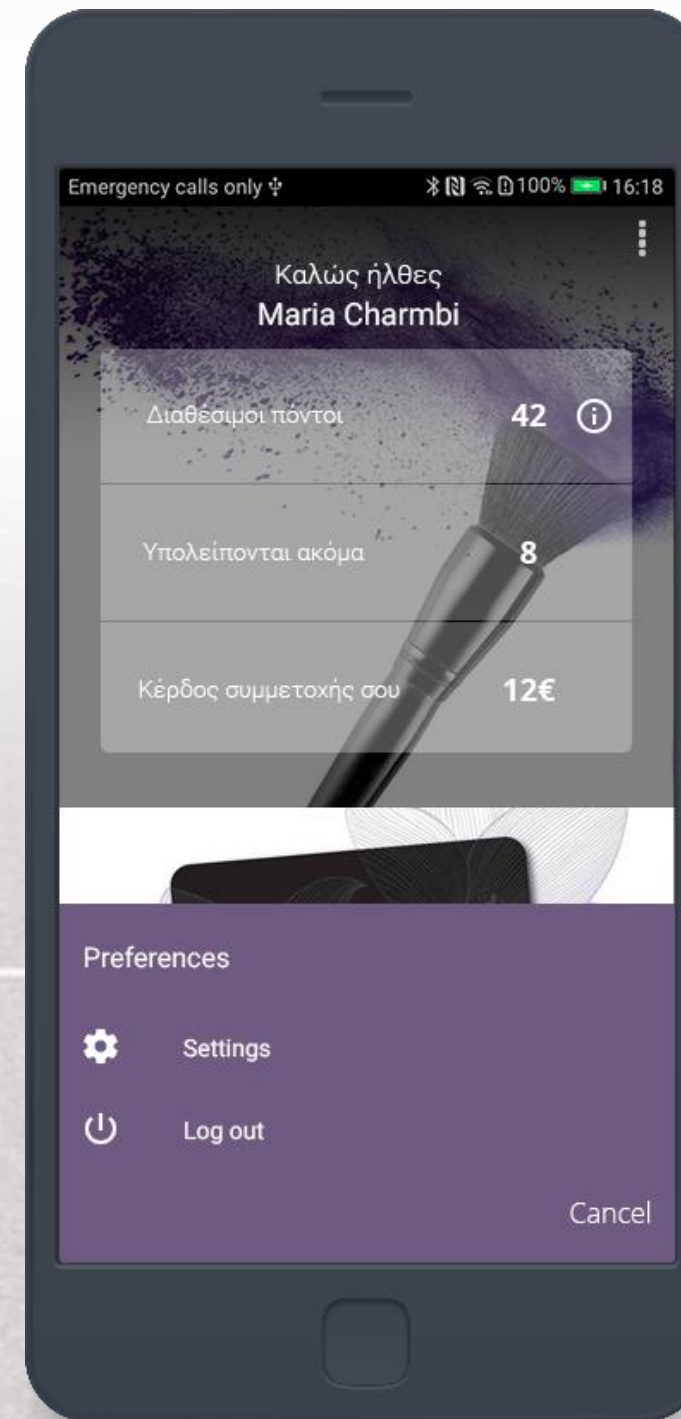 Emergency calls only 100% 16:18
Καλώς ήλθες
Maria Charmbi
Διαθέσιμοι πόντοι 42
Υπολείπονται ακόμα 8
Κέρδος συμμετοχής σου 12€
Preferences
Settings
Log out
Cancel